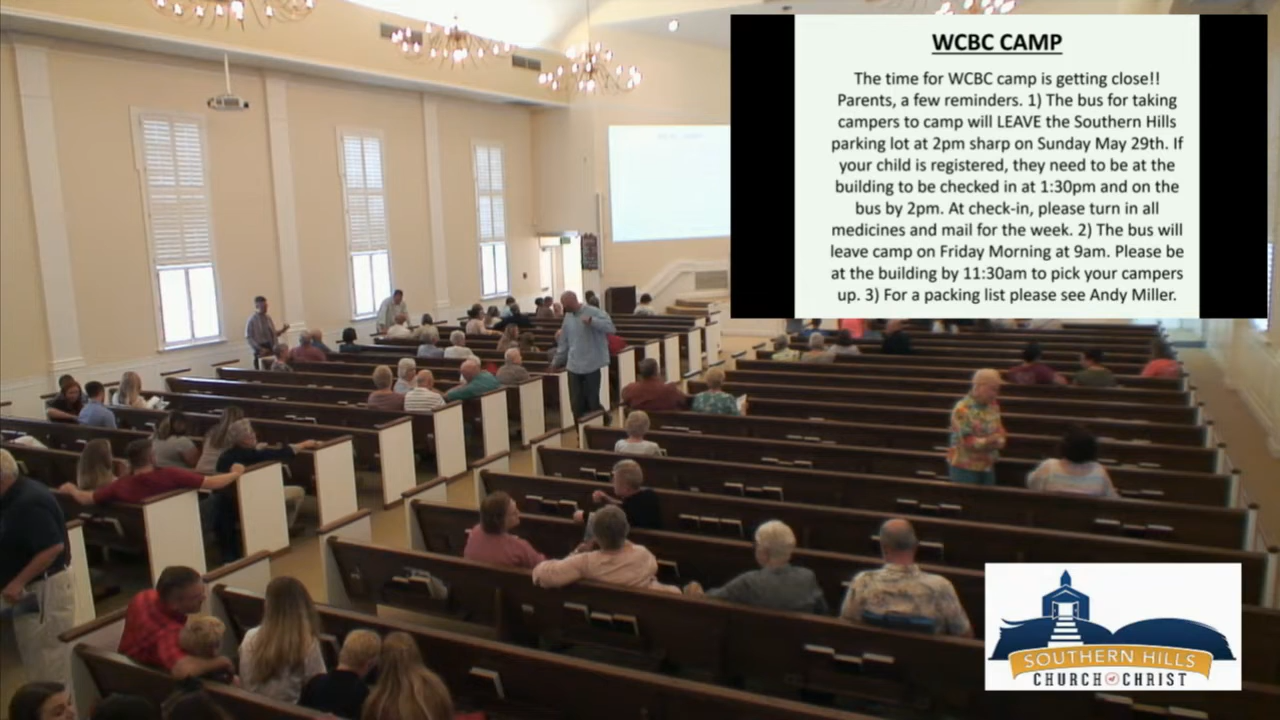 WCBC CAMP
The time for WCBC camp is getting close!!
Parents, a few reminders. 1) The bus for taking
campers to camp will LEAVE the Southern Hills
parking lot at 2pm sharp on Sunday May 29th. If
your child is registered, they need to be at the
building to be checked in at 1:30pm and on the
bus by 2pm. At check-in, please turn in all
medicines and mail for the week. 2) The bus will
leave camp on Friday Morning at 9am. Please be
at the building by 11:30am to pick your campers
up. 3) For a packing list please see Andy Miller.
SOUTHERN HILLS
CHURCH OF CHRIST